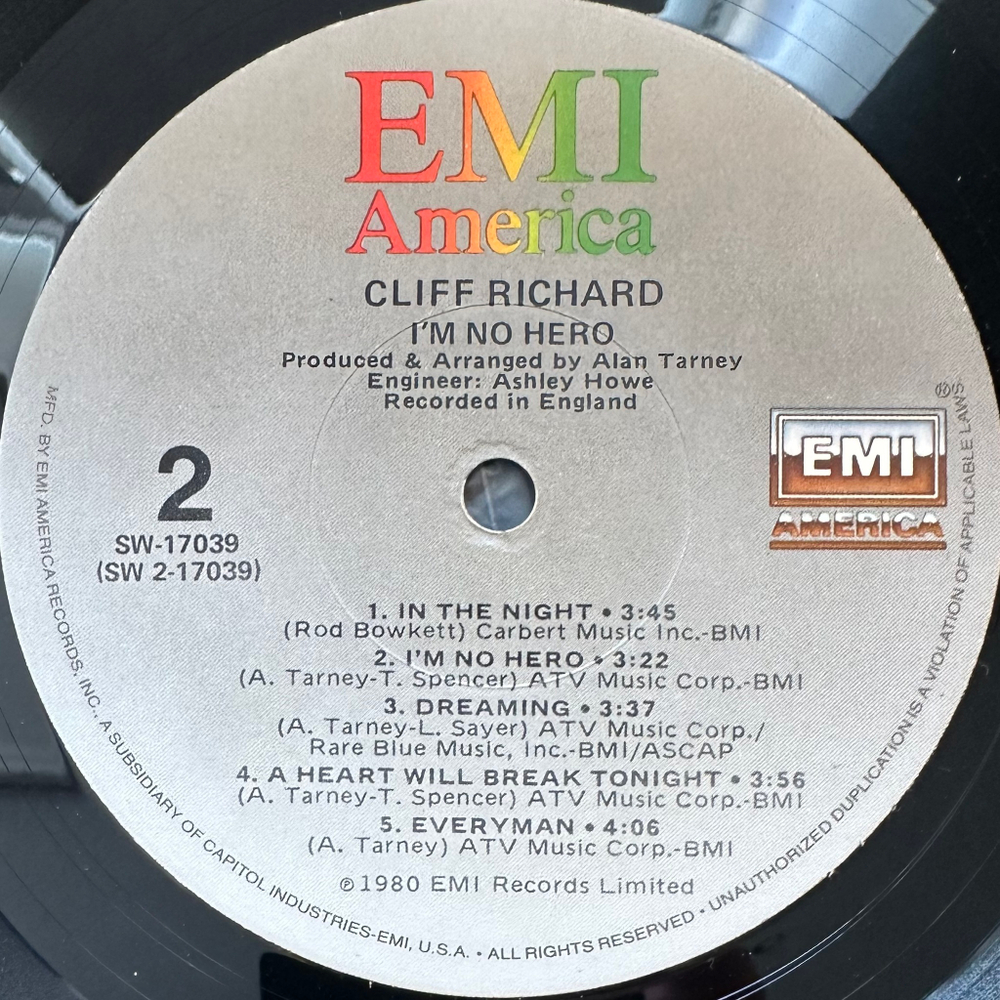 EMI
America
CLIFF RICHARD
I'M NO HERO
Produced & Arranged by Alan Tarney
Engineer: Ashley Howe
Recorded in England
2
SW-17039
(SW 2-17039)
EMI
AMERICA
®
1. IN THE NIGHT • 3:45
(Rod Bowkett) Carbert Music Inc.-BMI
2. I'M NO HERO • 3:22
(A. Tarney-T. Spencer) ATV Music Corp.-BMI
3. DREAMING • 3:37
(A. Tarney-L. Sayer) ATV Music Corp./
Rare Blue Music, Inc.-BMI/ASCAP
4. A HEART WILL BREAK TONIGHT • 3:56
(A. Tarney-T. Spencer) ATV Music Corp.-BMI
5. EVERYMAN • 4:06
(A. Tarney) ATV Music Corp.-BMI
℗1980 EMI Records Limited
MFD. BY EMI AMERICA RECORDS, INC., A SUBSIDIARY OF CAPITOL INDUSTRIES-EMI, U.S.A. • ALL RIGHTS RESERVED • UNAUTHORIZED DUPLICATION IS A VIOLATION OF APPLICABLE LAWS